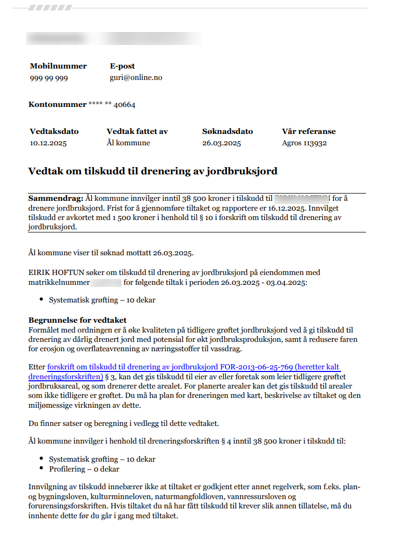 Mobilnummer E-post
999 99 999 guri@online.no
Kontonummer **** ** 40664
Vedtaksdato Vedtak fattet av Søknadsdato Vår referanse
10.12.2025 Ål kommune 26.03.2025 Agros 113932
Vedtak om tilskudd til drenering av jordbruksjord
Sammendrag: Ål kommune innvilger inntil 38 500 kroner i tilskudd til for å
drenere jordbruksjord. Frist for å gjennomføre tiltaket og rapportere er 16.12.2025. Innvilget
tilskudd er avkortet med 1 500 kroner i henhold til § 10 i forskrift om tilskudd til drenering av
jordbruksjord.
Ål kommune viser til søknad mottatt 26.03.2025.
EIRIK HOFTUN søker om tilskudd til drenering av jordbruksjord på eiendommen med
matrikkelnummer for følgende tiltak i perioden 26.03.2025 - 03.04.2025:
• Systematisk grøfting – 10 dekar
Begrunnelse for vedtaket
Formålet med ordningen er å øke kvaliteten på tidligere grøftet jordbruksjord ved å gi tilskudd til
drenering av dårlig drenert jord med potensial for økt jordbruksproduksjon, samt å redusere faren
for erosjon og overflateavrenning av næringsstoffer til vassdrag.
Etter forskrift om tilskudd til drenering av jordbruksjord FOR-2013-06-25-769 (heretter kalt
dreneringsforskriften) § 3, kan det gis tilskudd til eier av eller foretak som leier tidligere grøftet
jordbruksareal, og som drenerer dette arealet. For planerte arealer kan det gis tilskudd til arealer
som ikke tidligere er grøftet. Du må ha plan for dreneringen med kart, beskrivelse av tiltaket og den
miljømessige virkningen av dette.
Du finner satser og beregning i vedlegg til dette vedtaket.
Ål kommune innvilger i henhold til dreneringsforskriften § 4 inntil 38 500 kroner i tilskudd til:
• Systematisk grøfting – 10 dekar
• Profilering – 0 dekar
Innvilgning av tilskudd innebærer ikke at tiltaket er godkjent etter annet regelverk, som f.eks. plan-
og bygningsloven, kulturminneloven, naturmangfoldloven, vannressursloven og
forurensingsforskriften. Hvis tiltaket du nå har fått tilskudd til krever slik annen tillatelse, må du
innhente dette før du går i gang med tiltaket.